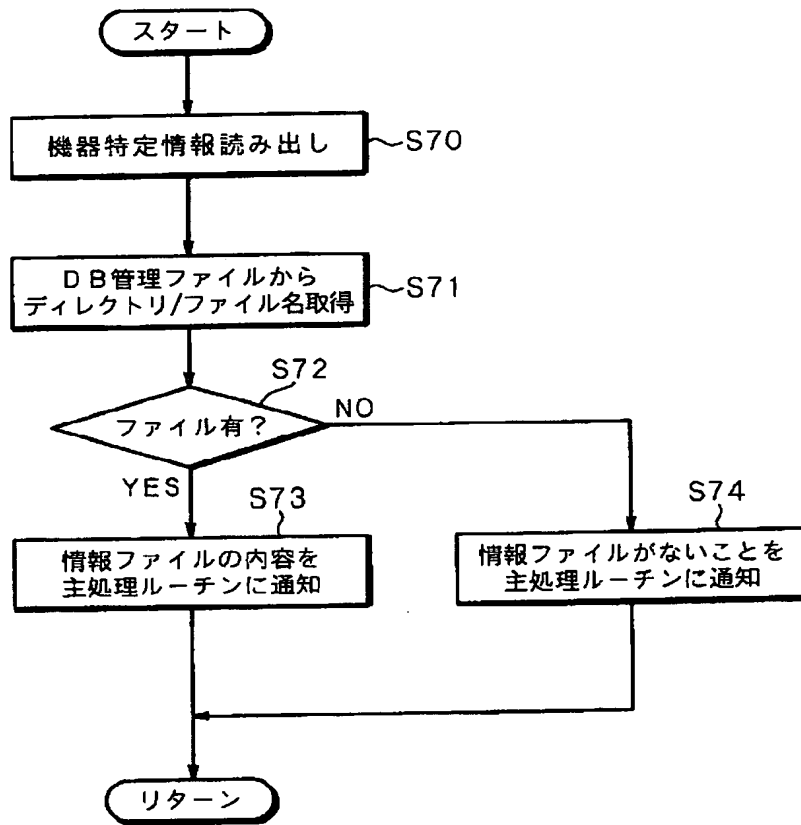 スタート
機器特定情報読み出し
S70
DB管理ファイルから
ディレクトリ/ファイル名取得
S71
S72
ファイル有?
NO
YES
S73
S74
情報ファイルの内容を
主処理ルーチンに通知
情報ファイルがないことを
主処理ルーチンに通知
リターン